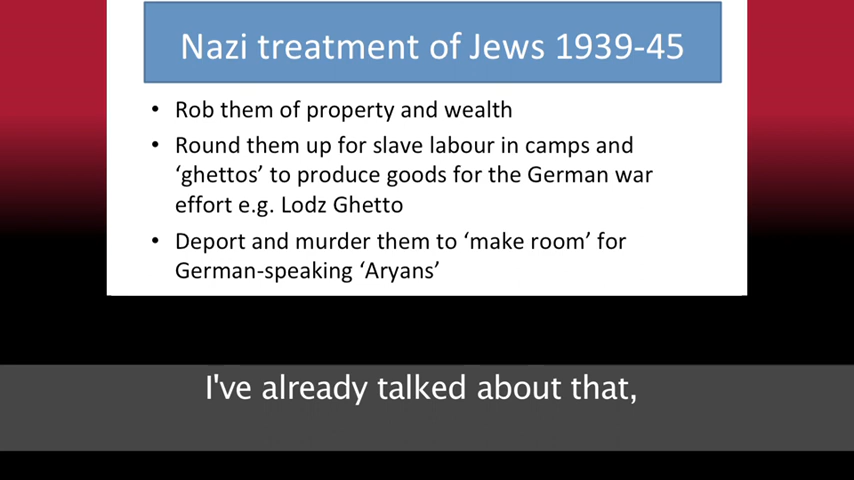 Nazi treatment of Jews 1939-45
• Rob them of property and wealth
• Round them up for slave labour in camps and
‘ghettos’ to produce goods for the German war
effort e.g. Lodz Ghetto
• Deport and murder them to ‘make room’ for
German-speaking ‘Aryans’
I've already talked about that,